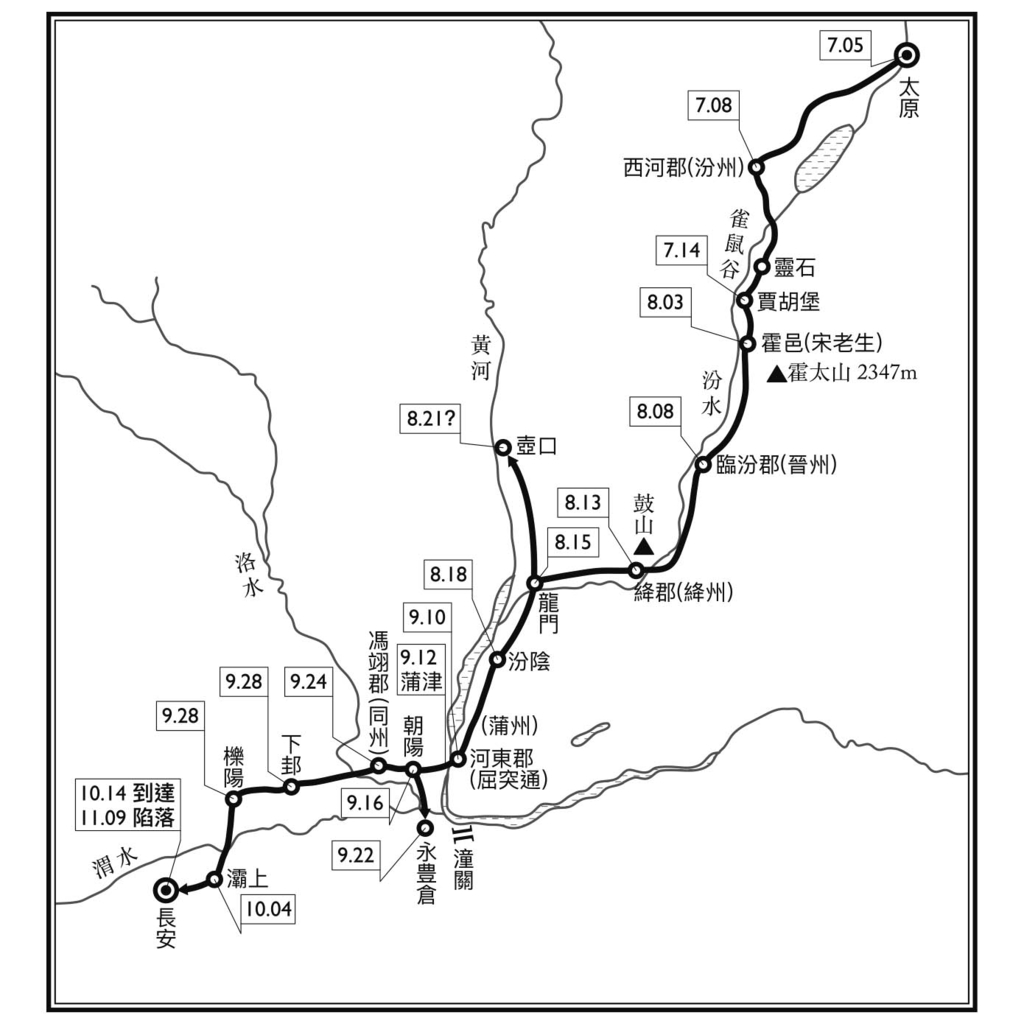 7.05
太原
7.08
西河郡(汾州)
雀鼠谷
7.14
靈石
賈胡堡
8.03
霍邑(宋老生)
霍太山 2347m
黃河
汾水
8.21?
壺口
8.08
臨汾郡(晉州)
8.13
鼓山
8.15
絳郡(絳州)
龍門
洛水
8.18
汾陰
9.10
9.12
蒲津
馮翊郡(同州)
9.24
9.28
9.28
朝陽
(蒲州)
河東郡
(屈突通)
下邽
櫟陽
10.14 到達
11.09 陷落
9.16
9.22
永豊倉
潼關
渭水
灞上
10.04
長安